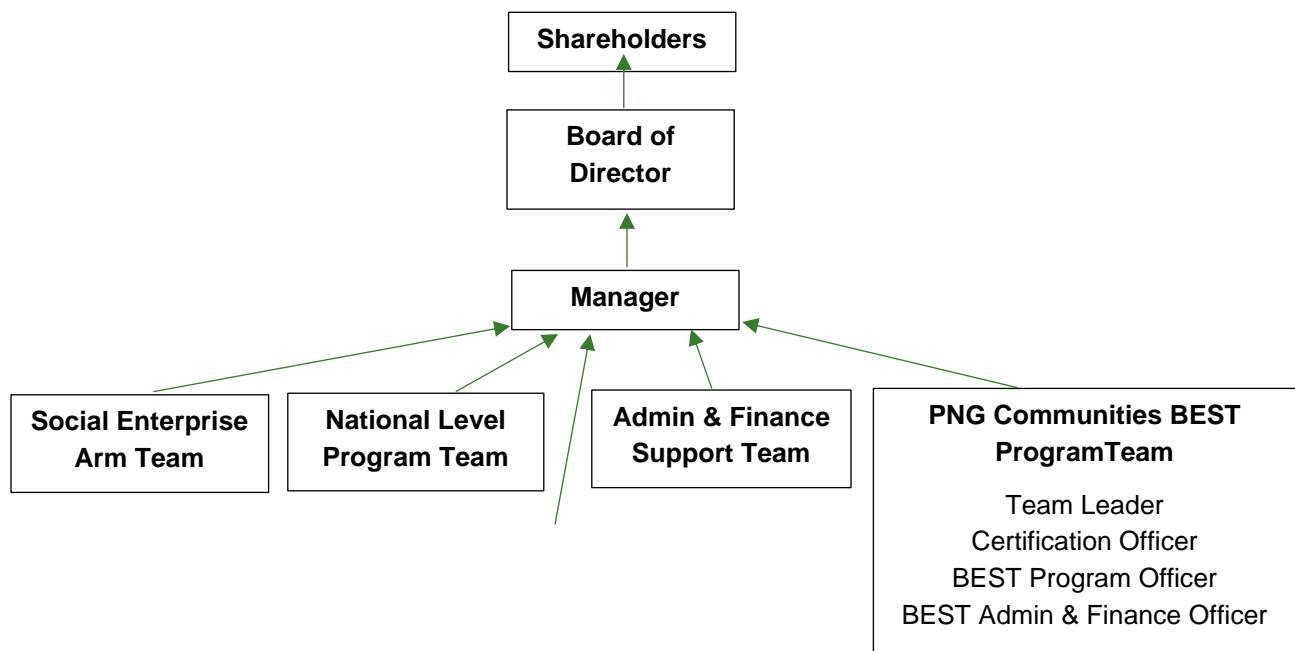 Shareholders
Board of
Director
Manager
Social Enterprise
Arm Team
National Level
Program Team
Admin & Finance
Support Team
PNG Communities BEST
ProgramTeam
Team Leader
Certification Officer
BEST Program Officer
BEST Admin & Finance Officer